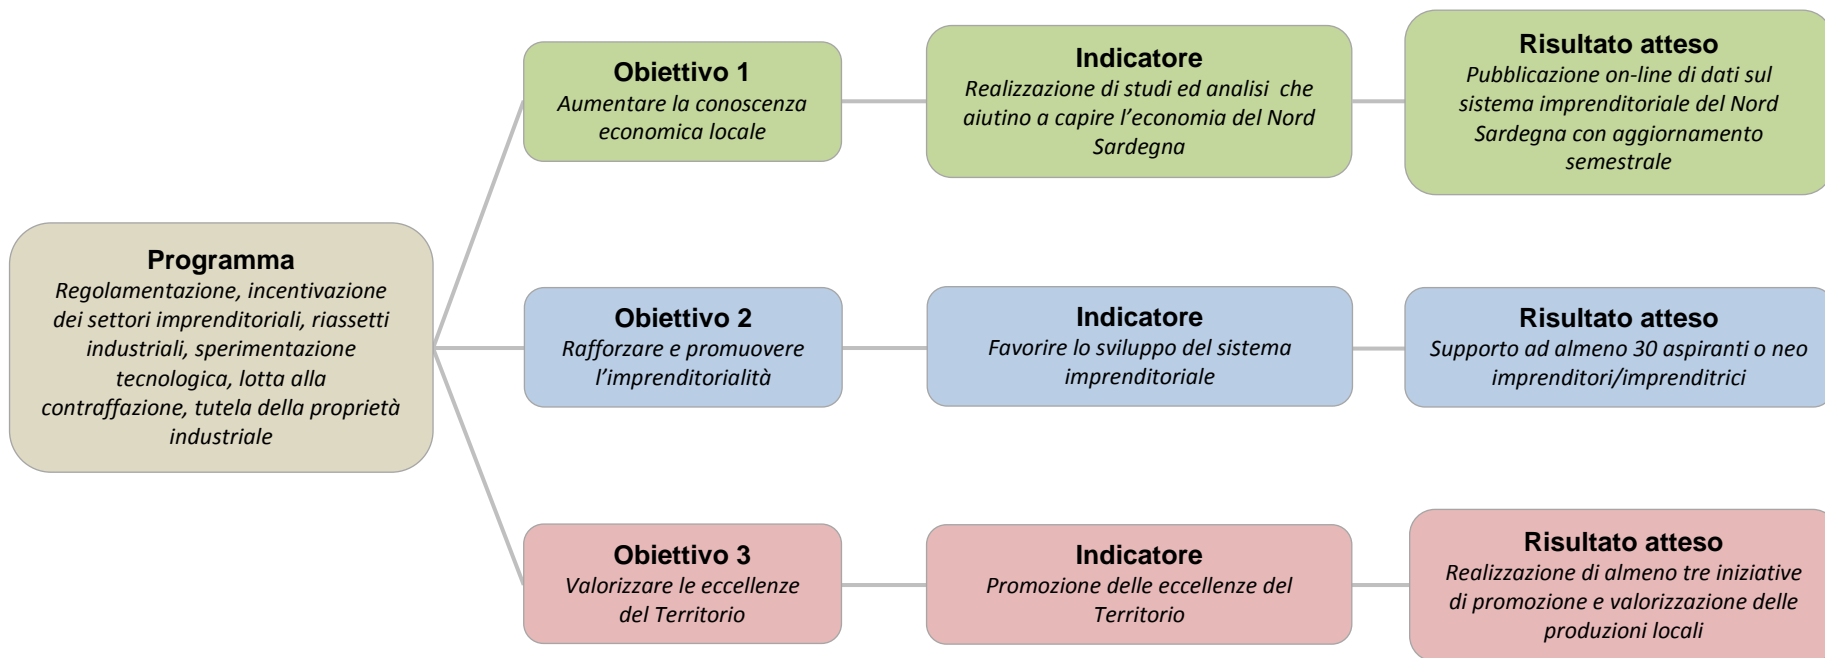 Programma
Regolamentazione, incentivazione
dei settori imprenditoriali, riassetti
industriali, sperimentazione
tecnologica, lotta alla
contraffazione, tutela della proprietà
industriale
Obiettivo 1
Aumentare la conoscenza
economica locale
Indicatore
Realizzazione di studi ed analisi  che
aiutino a capire l’economia del Nord
Sardegna
Risultato atteso
Pubblicazione on-line di dati sul
sistema imprenditoriale del Nord
Sardegna con aggiornamento
semestrale
Obiettivo 2
Rafforzare e promuovere
l’imprenditorialità
Indicatore
Favorire lo sviluppo del sistema
imprenditoriale
Risultato atteso
Supporto ad almeno 30 aspiranti o neo
imprenditori/imprenditrici
Obiettivo 3
Valorizzare le eccellenze
del Territorio
Indicatore
Promozione delle eccellenze del
Territorio
Risultato atteso
Realizzazione di almeno tre iniziative
di promozione e valorizzazione delle
produzioni locali